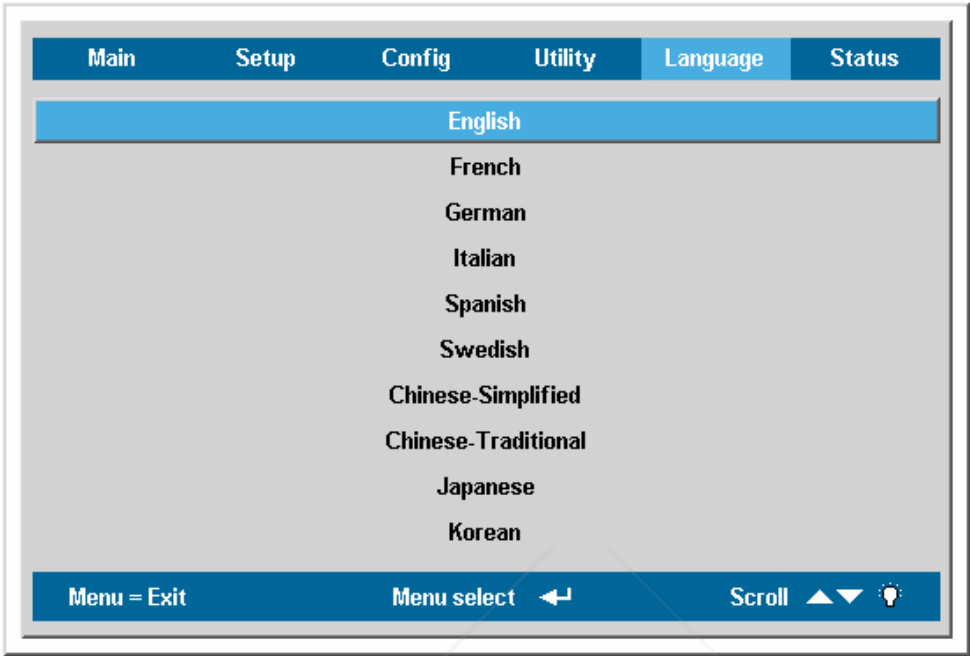 Main Setup Config Utility Language Status
English
French
German
Italian
Spanish
Swedish
Chinese-Simplified
Chinese-Traditional
Japanese
Korean
Menu = Exit Menu select Scroll